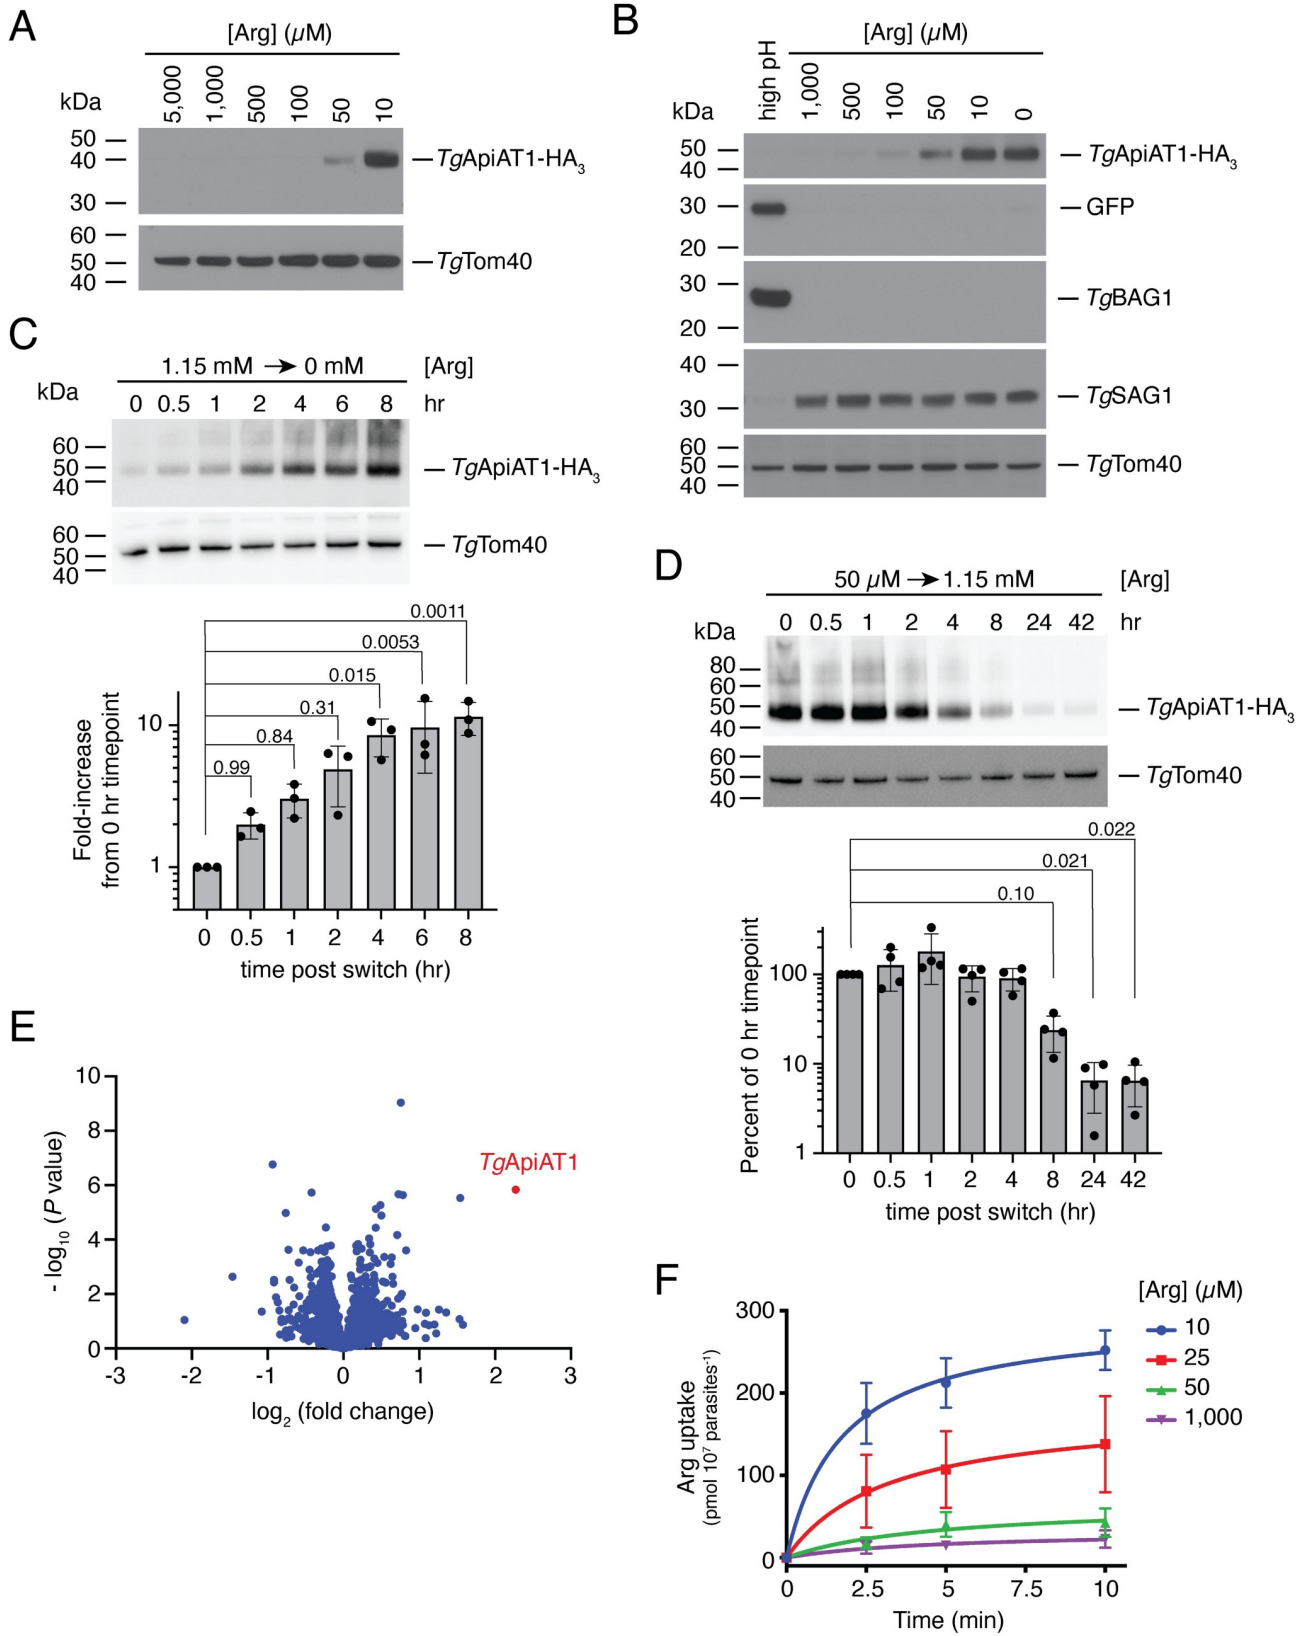 A
[Arg] (µM)
kDa
5,000
1,000
500
100
50
10
50
40
30
TgApiAT1-HA3
60
50
40
TgTom40
B
[Arg] (µM)
kDa
high pH
1,000
500
100
50
10
0
50
40
TgApiAT1-HA3
30
20
GFP
30
20
TgBAG1
40
30
TgSAG1
60
50
40
TgTom40
C
1.15 mM → 0 mM [Arg]
kDa
0 0.5 1 2 4 6 8 hr
60
50
40
TgApiAT1-HA3
60
50
40
TgTom40
0.0011
0.0053
0.015
0.31
0.84
0.99
Fold-increase
from 0 hr timepoint
10
1
0 0.5 1 2 4 6 8
time post switch (hr)
D
50 µM → 1.15 mM [Arg]
kDa
0 0.5 1 2 4 8 24 42 hr
80
60
50
40
TgApiAT1-HA3
60
50
40
TgTom40
0.022
0.021
0.10
Percent of 0 hr timepoint
100
10
1
0 0.5 1 2 4 8 24 42
time post switch (hr)
E
- log10 (P value)
10
8
6
4
2
0
TgApiAT1
-3 -2 -1 0 1 2 3
log2 (fold change)
F
Arg uptake
(pmol 10⁷ parasites⁻¹)
300
200
100
0
0 2.5 5 7.5 10
Time (min)
[Arg] (µM)
10
25
50
1,000